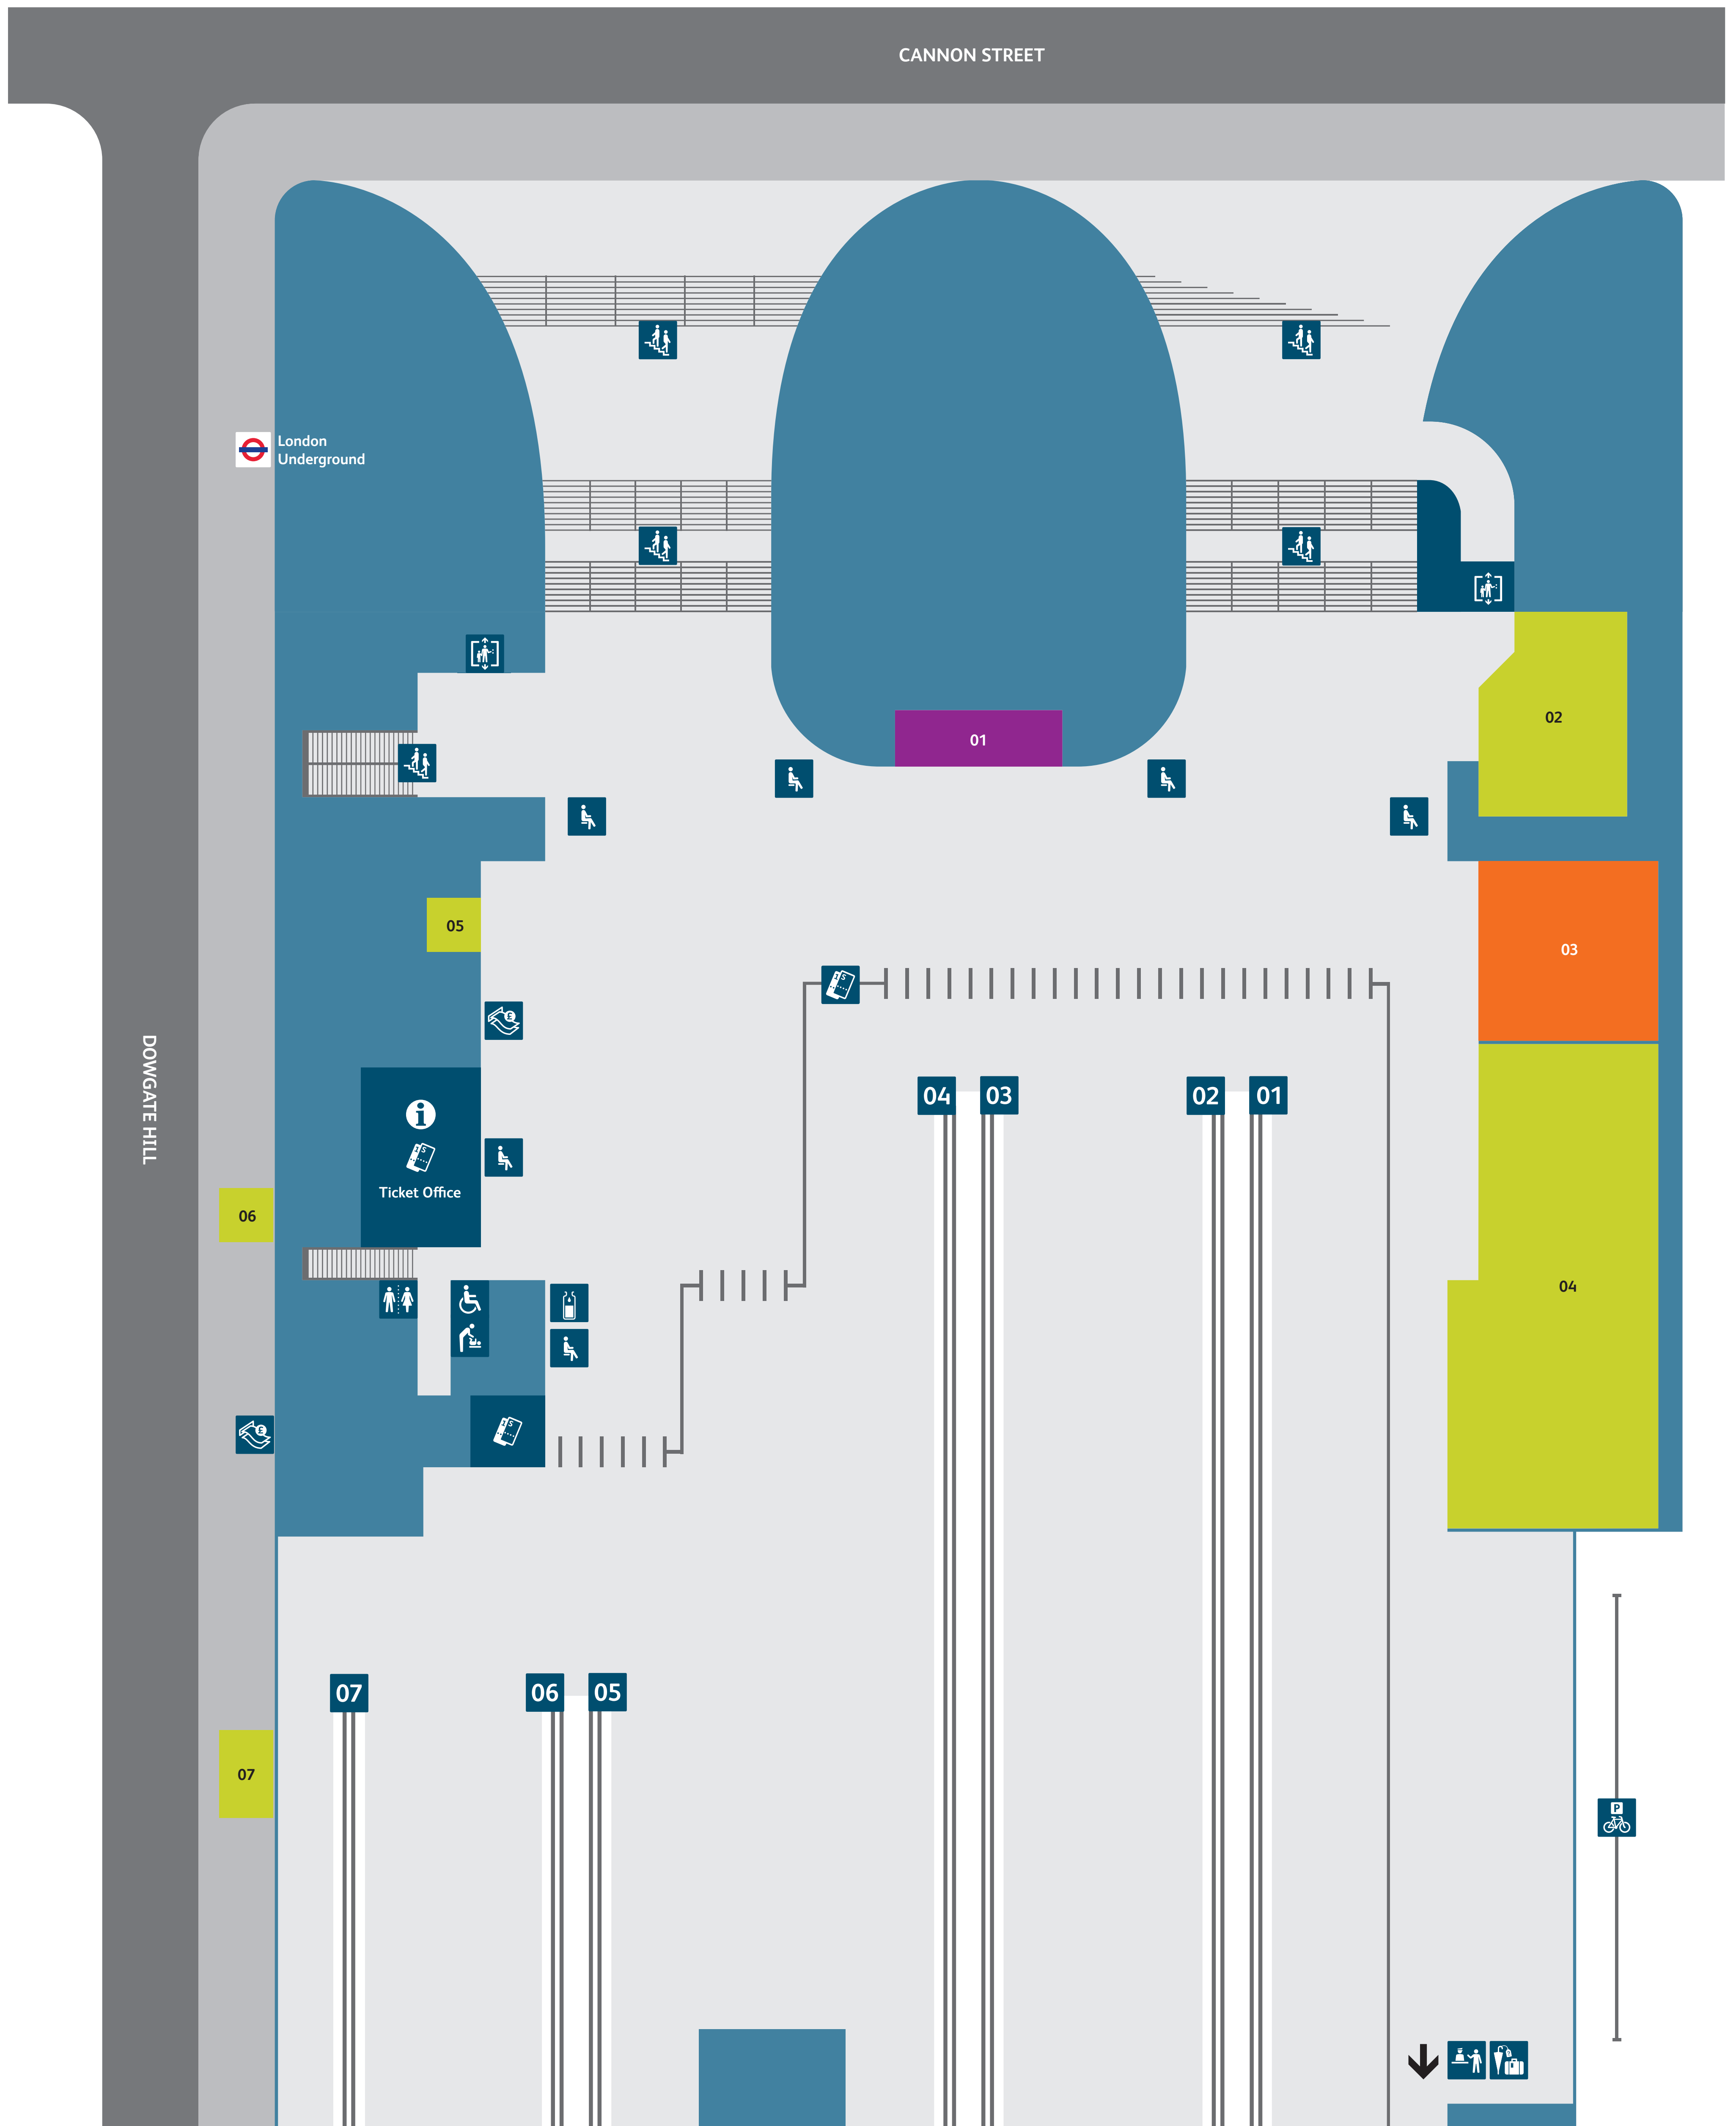 CANNON STREET
London
Underground
02
01
05
03
DOWGATE HILL
04
03
02
01
i
Ticket Office
06
04
07
06
05
07
P